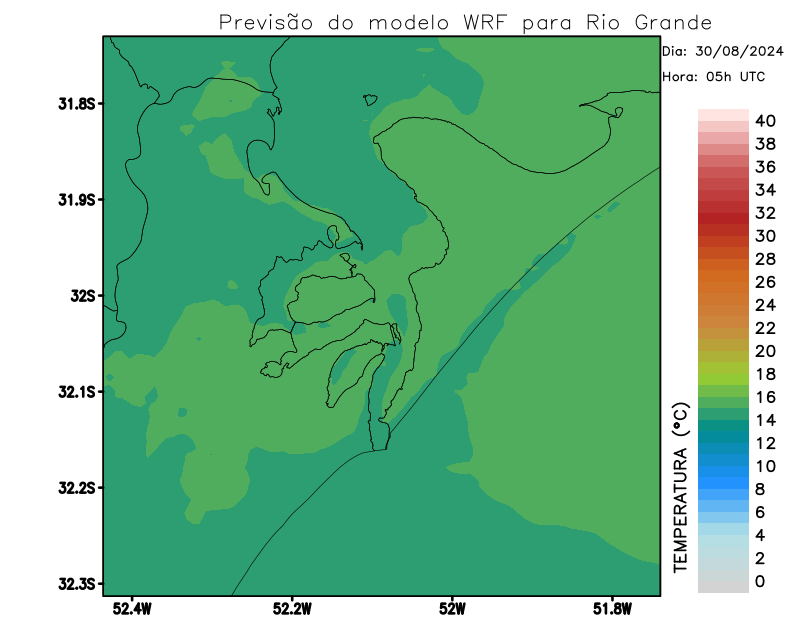 Previsão do modelo WRF para Rio Grande
Dia: 30/08/2024
Hora: 05h UTC
31.8S
31.9S
32S
32.1S
32.2S
32.3S
52.4W
52.2W
52W
51.8W
TEMPERATURA (°C)
40
38
36
34
32
30
28
26
24
22
20
18
16
14
12
10
8
6
4
2
0